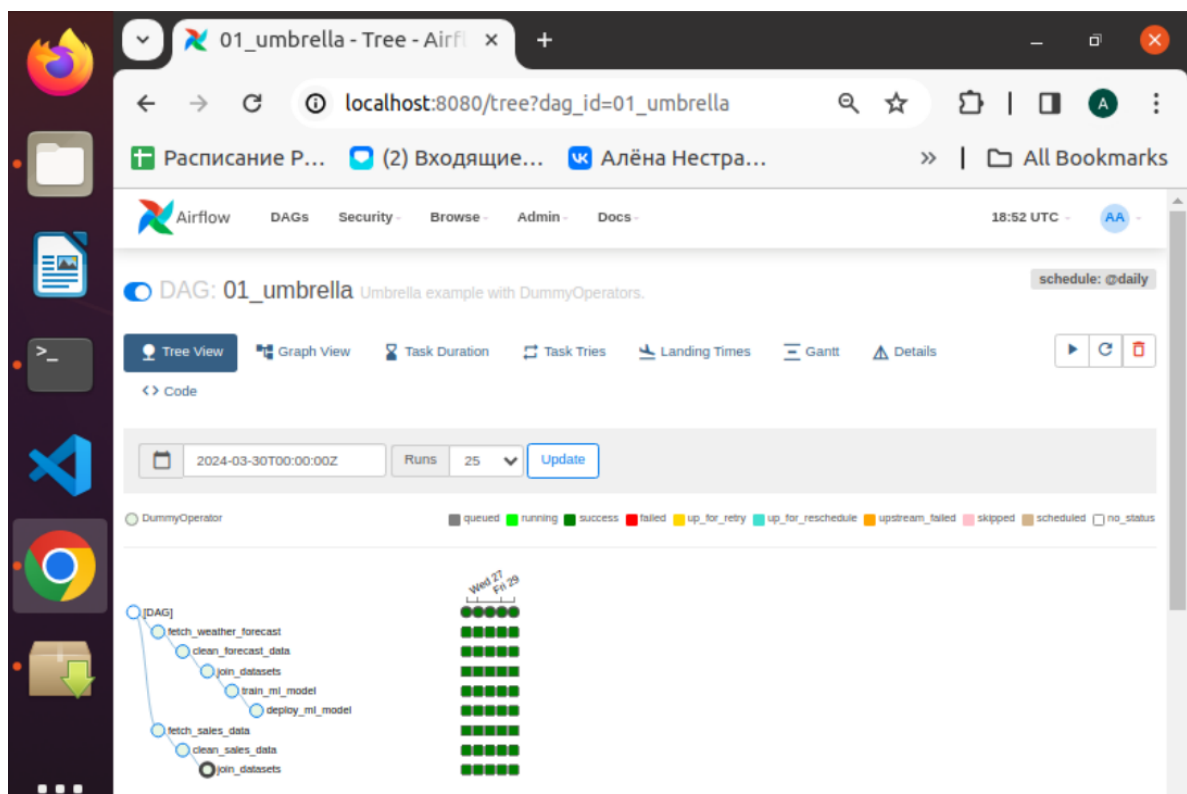 01_umbrella - Tree - Airfl
localhost:8080/tree?dag_id=01_umbrella
A
Расписание Р... (2) Входящие... Алёна Нестра... » All Bookmarks
Airflow DAGs Security Browse Admin Docs 18:52 UTC AA
schedule: @daily
DAG: 01_umbrella Umbrella example with DummyOperators.
Tree View Graph View Task Duration Task Tries Landing Times Gantt Details
<> Code
2024-03-30T00:00:00Z Runs 25 Update
DummyOperator queued running success failed up_for_retry up_for_reschedule upstream_failed skipped scheduled no_status
Wed 27 Fri 29
[DAG]
fetch_weather_forecast
clean_forecast_data
join_datasets
train_ml_model
deploy_ml_model
fetch_sales_data
clean_sales_data
join_datasets